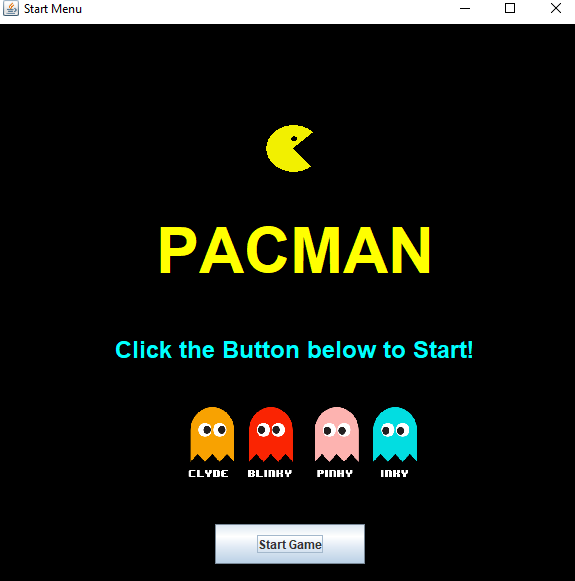 Start Menu
PACMAN
Click the Button below to Start!
CLYDE BLINKY PINKY INKY
Start Game